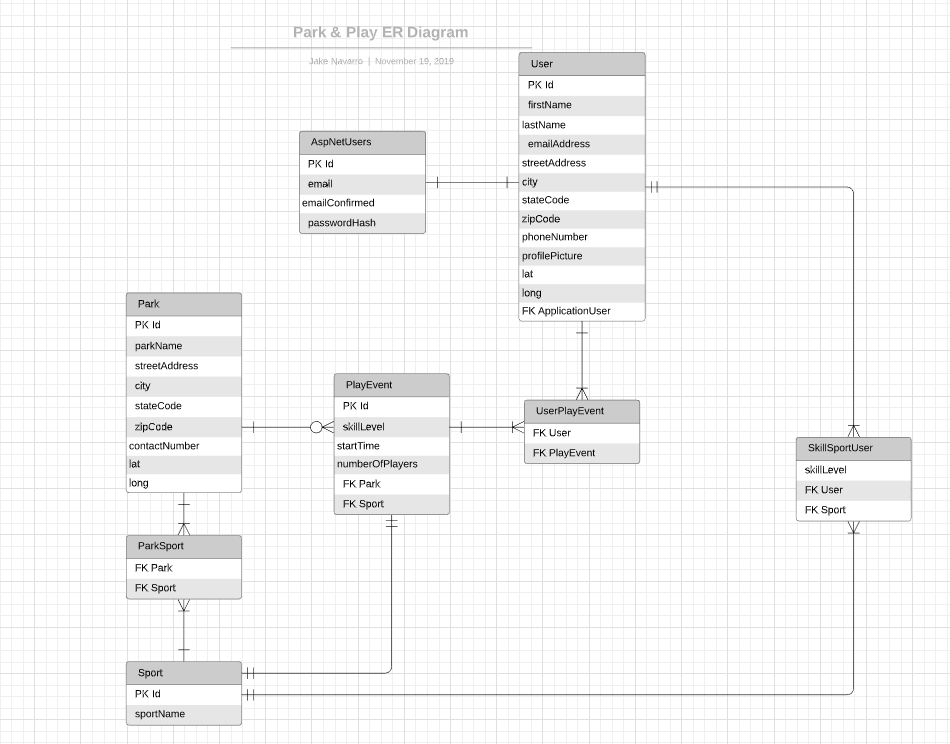 Park & Play ER Diagram
Jake Navarro | November 19, 2019
User
PK Id
firstName
lastName
emailAddress
streetAddress
city
stateCode
zipCode
phoneNumber
profilePicture
lat
long
FK ApplicationUser
AspNetUsers
PK Id
email
emailConfirmed
passwordHash
Park
PK Id
parkName
streetAddress
city
stateCode
zipCode
contactNumber
lat
long
PlayEvent
PK Id
skillLevel
startTime
numberOfPlayers
FK Park
FK Sport
UserPlayEvent
FK User
FK PlayEvent
SkillSportUser
skillLevel
FK User
FK Sport
ParkSport
FK Park
FK Sport
Sport
PK Id
sportName